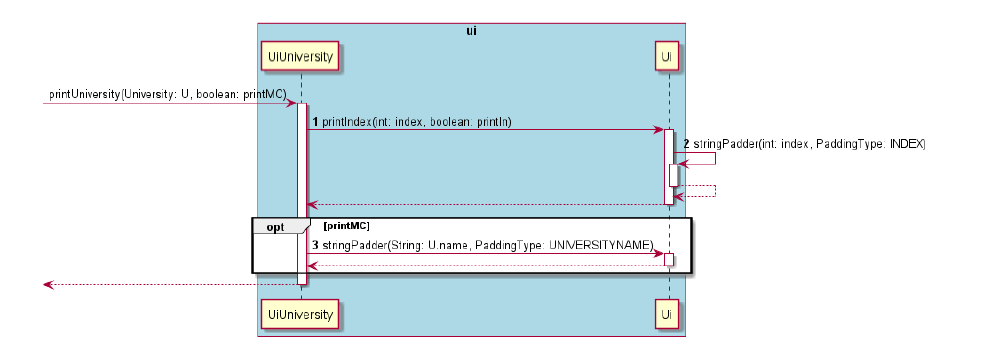 ui
UiUniversity
Ui
printUniversity(University: U, boolean: printMC)
1 printIndex(int: index, boolean: println)
2 stringPadder(int: index, PaddingType: INDEX)
opt [printMC]
3 stringPadder(String: U.name, PaddingType: UNIVERSITYNAME)
UiUniversity
Ui